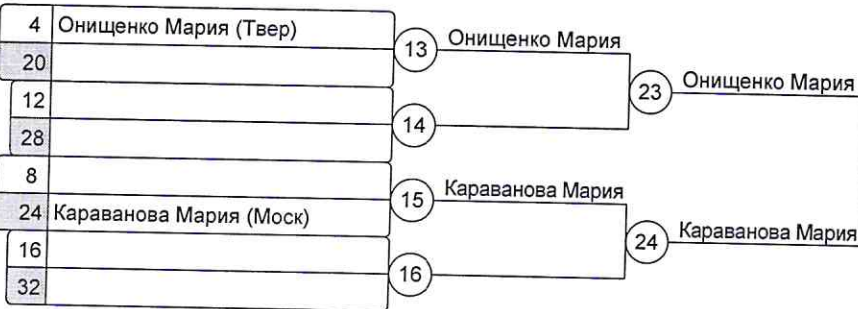 4 Онищенко Мария (Твер)
20
12
28
8
24 Караванова Мария (Моск)
16
32
13 Онищенко Мария
14
15 Караванова Мария
16
23 Онищенко Мария
24 Караванова Мария